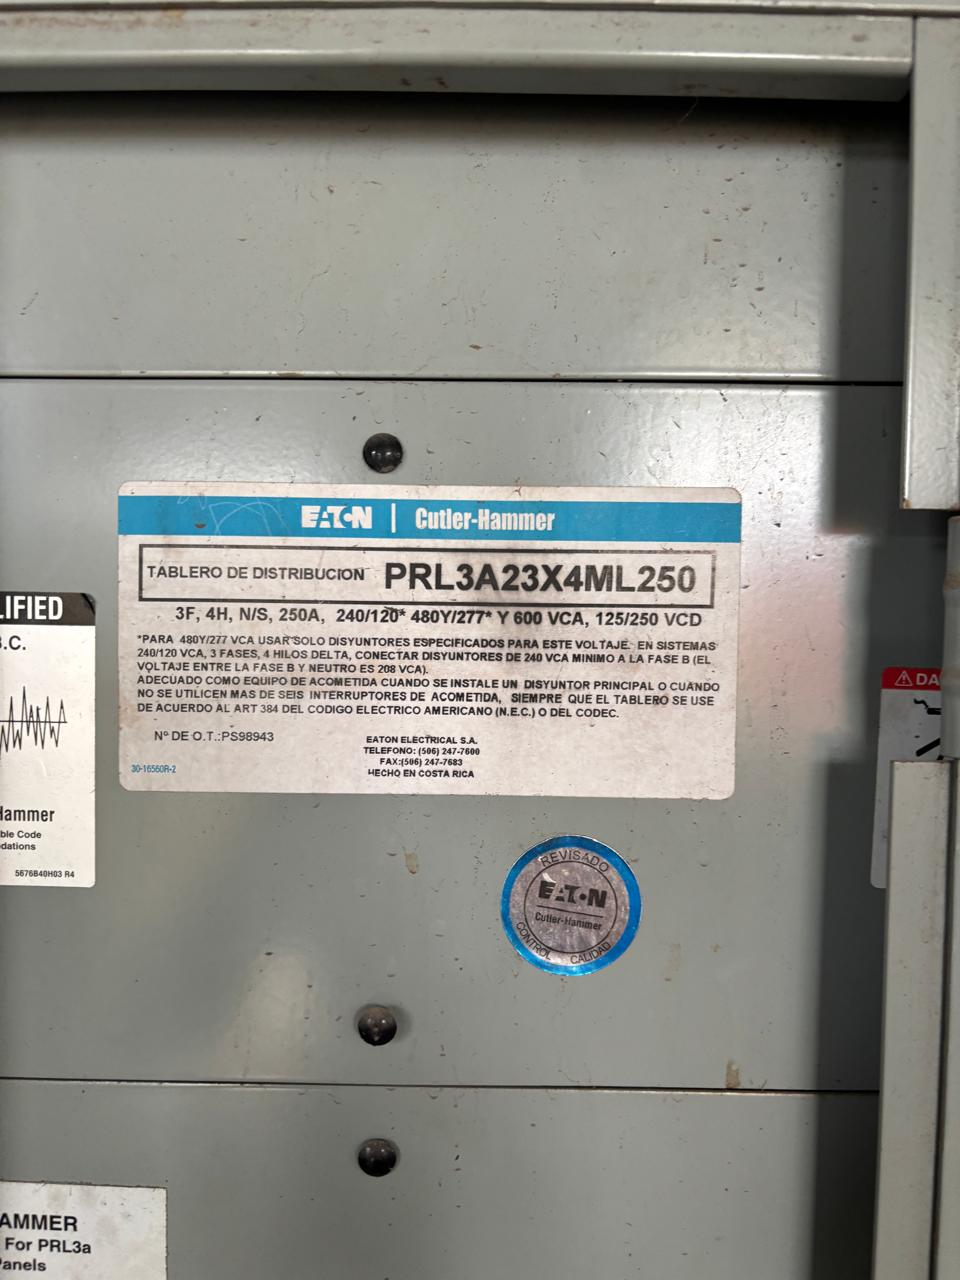 EATON | Cutler-Hammer
TABLERO DE DISTRIBUCION PRL3A23X4ML250
3F, 4H, N/S, 250A, 240/120* 480Y/277* Y 600 VCA, 125/250 VCD
*PARA 480Y/277 VCA USAR SOLO DISYUNTORES ESPECIFICADOS PARA ESTE VOLTAJE. EN SISTEMAS
240/120 VCA, 3 FASES, 4 HILOS DELTA, CONECTAR DISYUNTORES DE 240 VCA MINIMO A LA FASE B (EL
VOLTAJE ENTRE LA FASE B Y NEUTRO ES 208 VCA).
ADECUADO COMO EQUIPO DE ACOMETIDA CUANDO SE INSTALE UN DISYUNTOR PRINCIPAL O CUANDO
NO SE UTILICEN MAS DE SEIS INTERRUPTORES DE ACOMETIDA, SIEMPRE QUE EL TABLERO SE USE
DE ACUERDO AL ART 384 DEL CODIGO ELECTRICO AMERICANO (N.E.C.) O DEL CODEC.
Nº DE O.T.:PS98943
EATON ELECTRICAL S.A.
TELEFONO: (506) 247-7600
FAX:(506) 247-7683
HECHO EN COSTA RICA
30-16560R-2
LIFIED
.C.
Hammer
ble Code
dations
5676B40H03 R4
DA
REVISADO
EATON
Cutler-Hammer
CONTROL CALIDAD
AMMER
For PRL3a
Panels